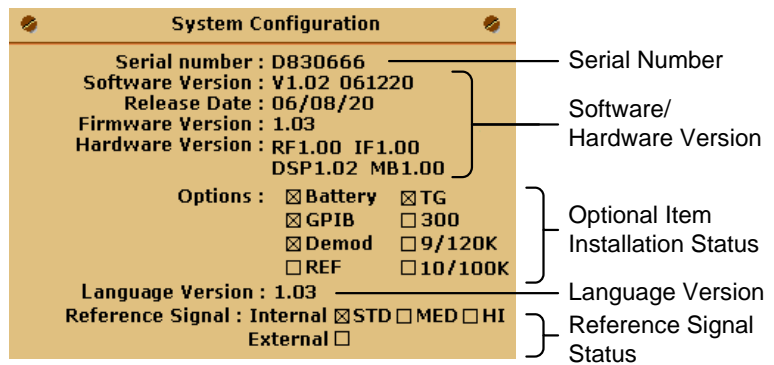 System Configuration
Serial number : D830666
Software Version : V1.02 061220
Release Date : 06/08/20
Firmware Version : 1.03
Hardware Version : RF1.00 IF1.00
DSP1.02 MB1.00
Options : ☒Battery ☒TG
☒GPIB ☐300
☒Demod ☐9/120K
☐REF ☐10/100K
Language Version : 1.03
Reference Signal : Internal ☒STD ☐MED ☐HI
External ☐
Serial Number
Software/
Hardware Version
Optional Item
Installation Status
Language Version
Reference Signal
Status